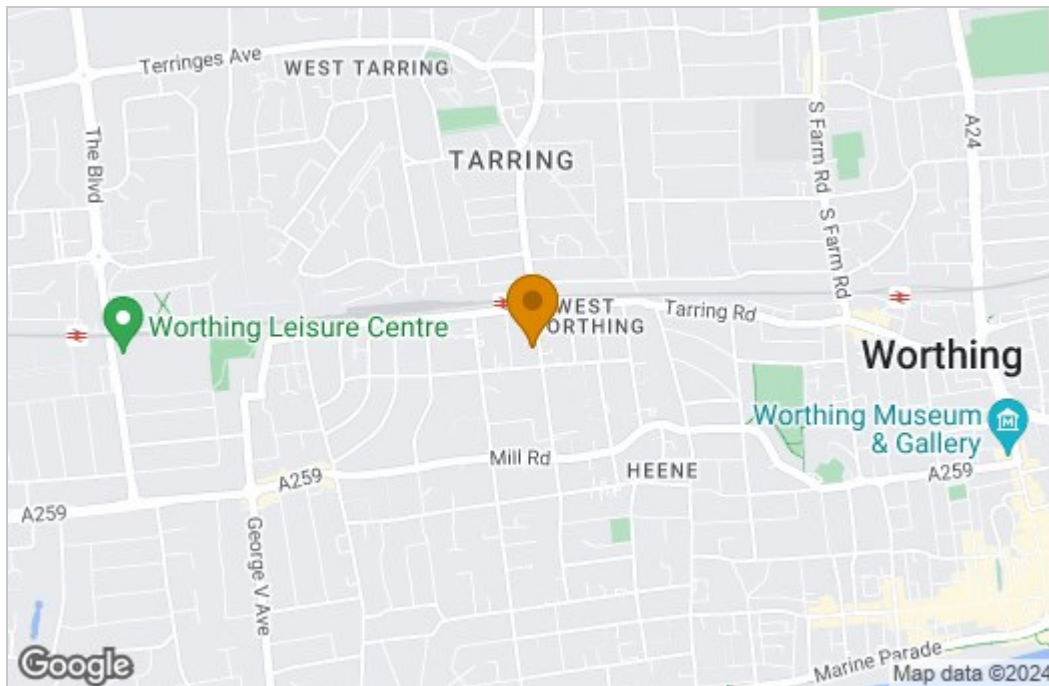 Terringes Ave
WEST TARRING
The Blvd
TARRING
S Farm Rd
S Farm Rd
A24
Worthing Leisure Centre
WEST
WORTHING
Tarring Rd
Worthing
Worthing Museum
& Gallery
M
Mill Rd
HEENE
A259
A259
A259
George V Ave
Marine Parade
Google
Map data ©2024